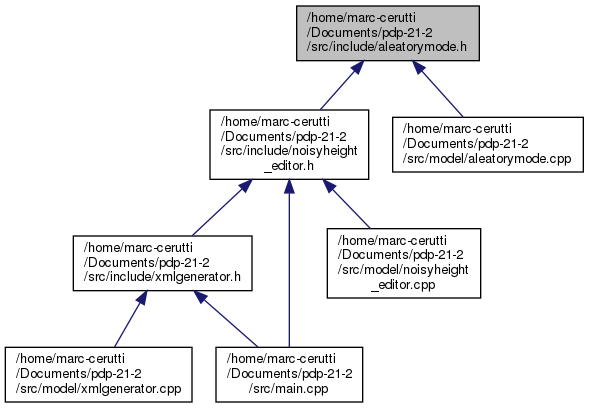 /home/marc-cerutti
/Documents/pdp-21-2
/src/include/aleatorymode.h
/home/marc-cerutti
/Documents/pdp-21-2
/src/include/noisyheight
_editor.h
/home/marc-cerutti
/Documents/pdp-21-2
/src/model/aleatorymode.cpp
/home/marc-cerutti
/Documents/pdp-21-2
/src/include/xmlgenerator.h
/home/marc-cerutti
/Documents/pdp-21-2
/src/model/noisyheight
_editor.cpp
/home/marc-cerutti
/Documents/pdp-21-2
/src/model/xmlgenerator.cpp
/home/marc-cerutti
/Documents/pdp-21-2
/src/main.cpp